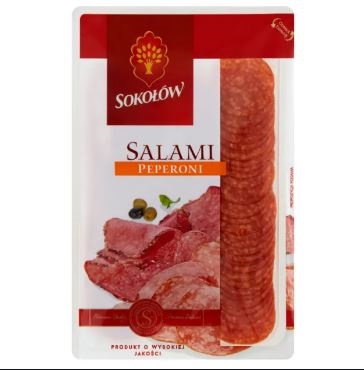 SOKOŁÓW
SALAMI
PEPERONI
S
PRODUKT O WYSOKIEJ
JAKOŚCI